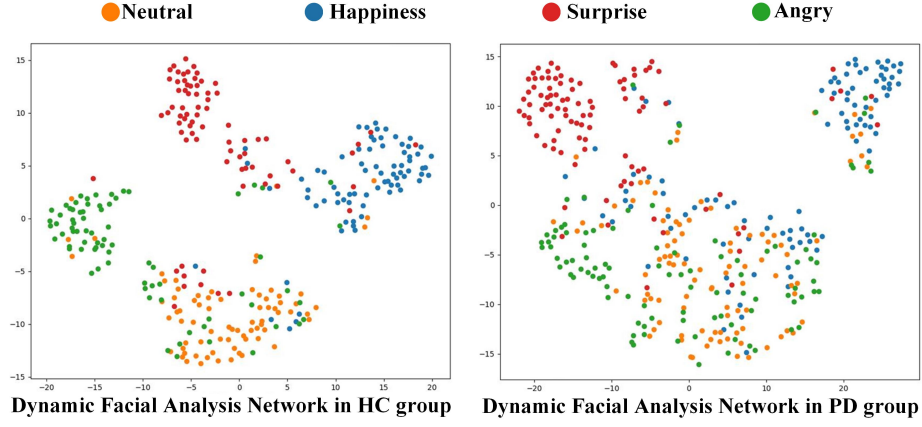 Neutral Happiness Surprise Angry
15
10
5
0
−5
−10
−15
−20 −15 −10 −5 0 5 10 15 20
15
10
5
0
−5
−10
−15
−20 −10 0 10 20
Dynamic Facial Analysis Network in HC group
Dynamic Facial Analysis Network in PD group